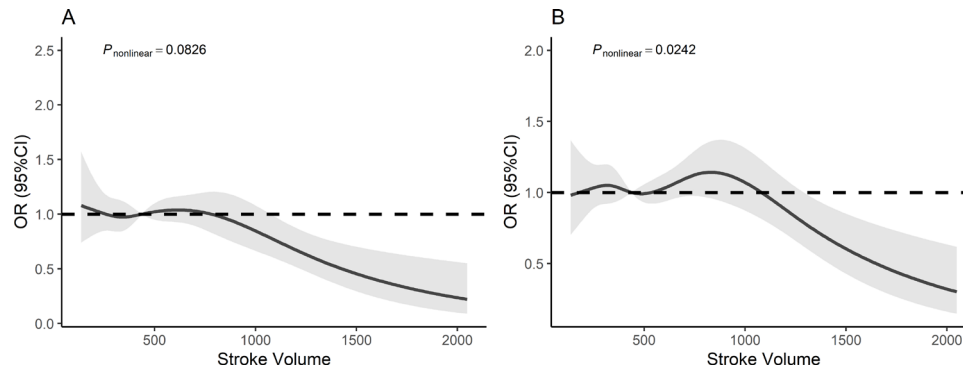 A
P nonlinear = 0.0826
OR (95%CI)
2.5
2.0
1.5
1.0
0.5
0.0
500 1000 1500 2000
Stroke Volume
B
P nonlinear = 0.0242
OR (95%CI)
2.0
1.5
1.0
0.5
500 1000 1500 2000
Stroke Volume